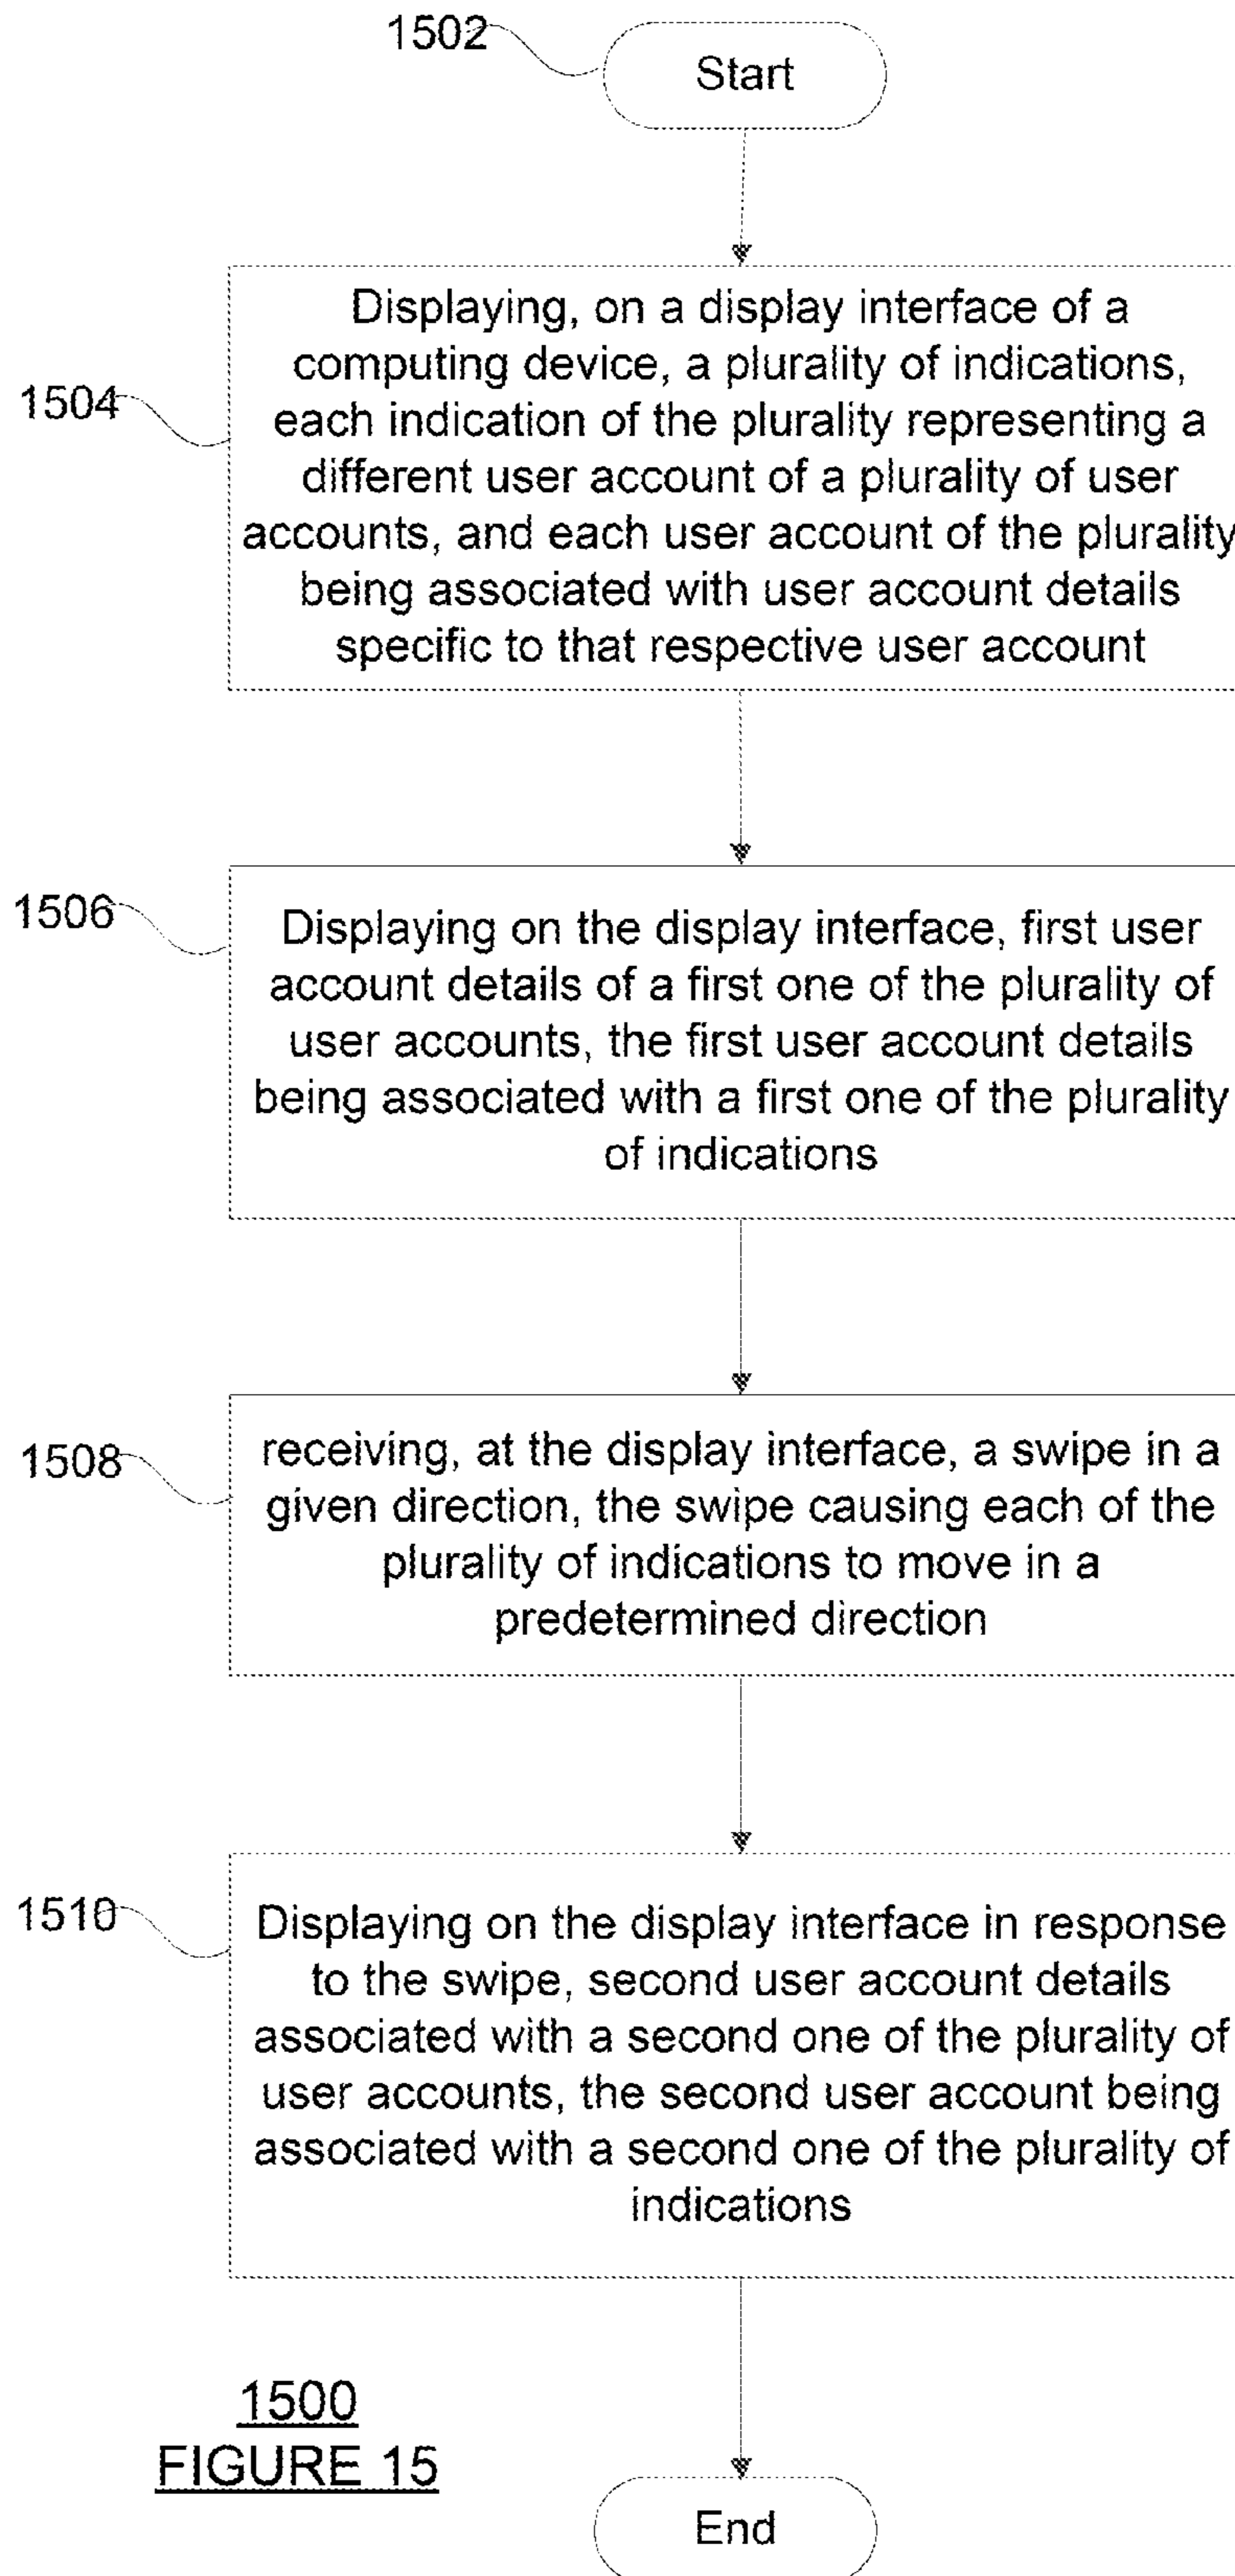 1502
Start
1504
Displaying, on a display interface of a
computing device, a plurality of indications,
each indication of the plurality representing a
different user account of a plurality of user
accounts, and each user account of the plurality
being associated with user account details
specific to that respective user account
1506
Displaying on the display interface, first user
account details of a first one of the plurality of
user accounts, the first user account details
being associated with a first one of the plurality
of indications
1508
receiving, at the display interface, a swipe in a
given direction, the swipe causing each of the
plurality of indications to move in a
predetermined direction
1510
Displaying on the display interface in response
to the swipe, second user account details
associated with a second one of the plurality of
user accounts, the second user account being
associated with a second one of the plurality of
indications
1500
FIGURE 15
End